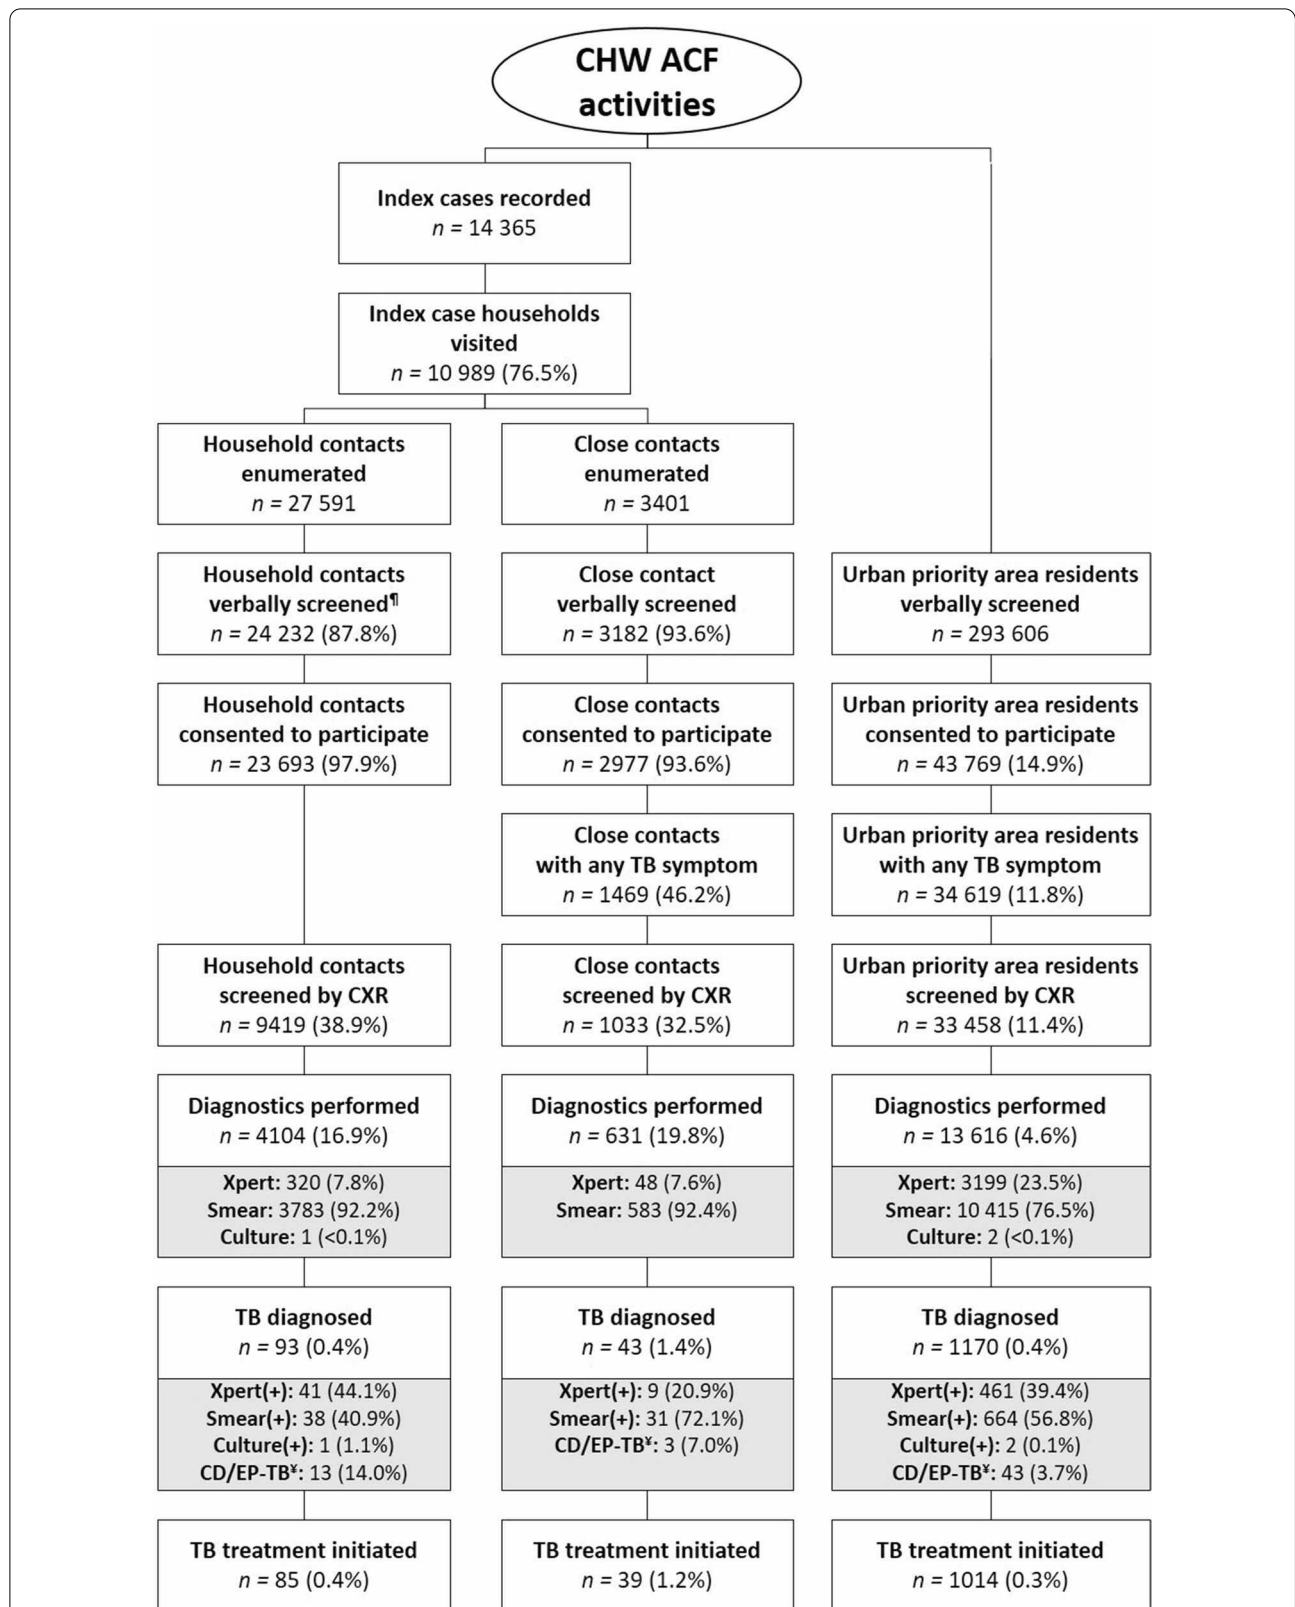 CHW ACF
activities
Index cases recorded
n = 14 365
Index case households
visited
n = 10 989 (76.5%)
Household contacts
enumerated
n = 27 591
Close contacts
enumerated
n = 3401
Household contacts
verbally screened¶
n = 24 232 (87.8%)
Close contact
verbally screened
n = 3182 (93.6%)
Urban priority area residents
verbally screened
n = 293 606
Household contacts
consented to participate
n = 23 693 (97.9%)
Close contacts
consented to participate
n = 2977 (93.6%)
Urban priority area residents
consented to participate
n = 43 769 (14.9%)
Close contacts
with any TB symptom
n = 1469 (46.2%)
Urban priority area residents
with any TB symptom
n = 34 619 (11.8%)
Household contacts
screened by CXR
n = 9419 (38.9%)
Close contacts
screened by CXR
n = 1033 (32.5%)
Urban priority area residents
screened by CXR
n = 33 458 (11.4%)
Diagnostics performed
n = 4104 (16.9%)
Xpert: 320 (7.8%)
Smear: 3783 (92.2%)
Culture: 1 (<0.1%)
Diagnostics performed
n = 631 (19.8%)
Xpert: 48 (7.6%)
Smear: 583 (92.4%)
Diagnostics performed
n = 13 616 (4.6%)
Xpert: 3199 (23.5%)
Smear: 10 415 (76.5%)
Culture: 2 (<0.1%)
TB diagnosed
n = 93 (0.4%)
Xpert(+): 41 (44.1%)
Smear(+): 38 (40.9%)
Culture(+): 1 (1.1%)
CD/EP-TB¥: 13 (14.0%)
TB diagnosed
n = 43 (1.4%)
Xpert(+): 9 (20.9%)
Smear(+): 31 (72.1%)
CD/EP-TB¥: 3 (7.0%)
TB diagnosed
n = 1170 (0.4%)
Xpert(+): 461 (39.4%)
Smear(+): 664 (56.8%)
Culture(+): 2 (0.1%)
CD/EP-TB¥: 43 (3.7%)
TB treatment initiated
n = 85 (0.4%)
TB treatment initiated
n = 39 (1.2%)
TB treatment initiated
n = 1014 (0.3%)